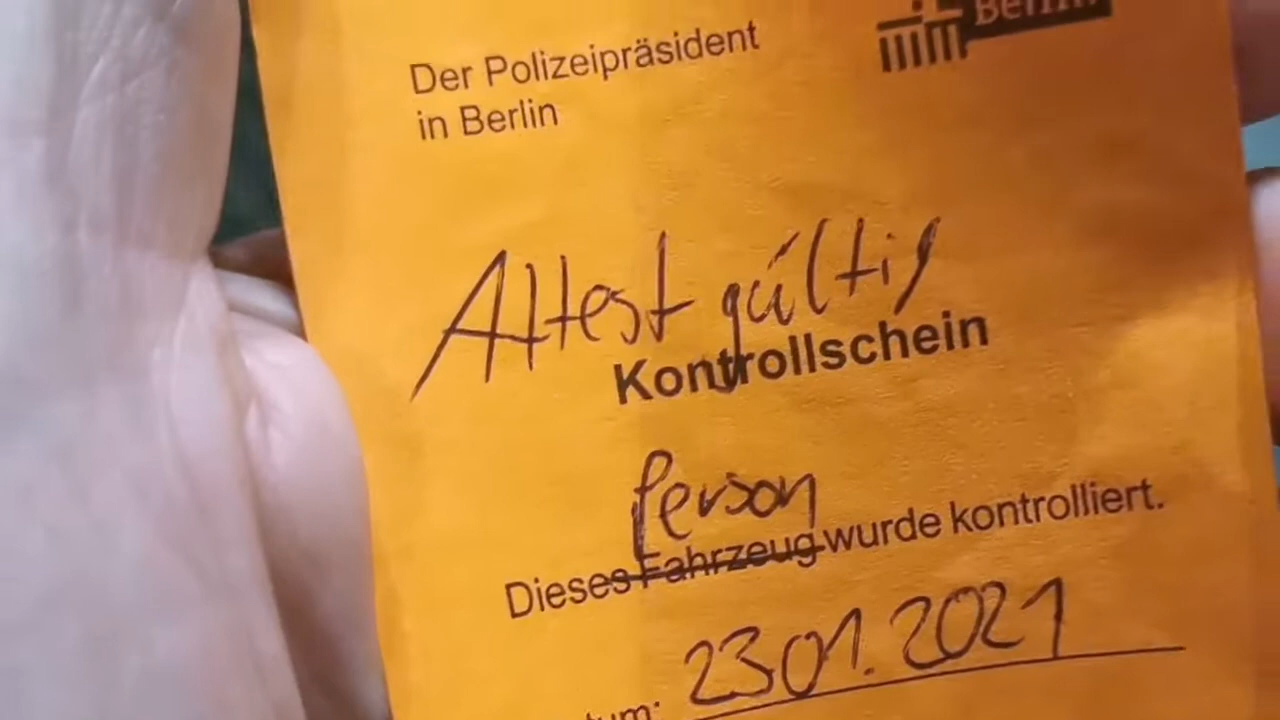 Berlin
Der Polizeipräsident
in Berlin
Attest gültig
Kontrollschein
Person
Dieses Fahrzeug wurde kontrolliert.
23.01.2021